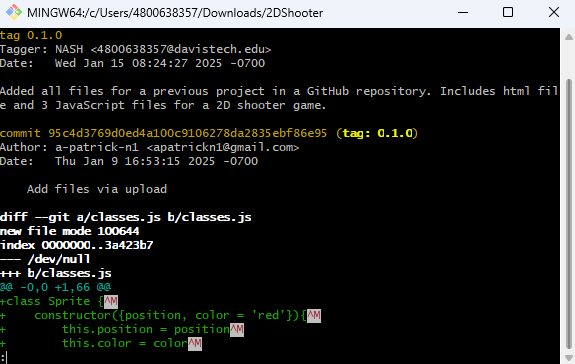 MINGW64:/c/Users/4800638357/Downloads/2DShooter
tag 0.1.0
Tagger: NASH <4800638357@davistech.edu>
Date:   Wed Jan 15 08:24:27 2025 -0700
Added all files for a previous project in a GitHub repository. Includes html fil
e and 3 JavaScript files for a 2D shooter game.
commit 95c4d3769d0ed4a100c9106278da2835ebf86e95 (tag: 0.1.0)
Author: a-patrick-n1 <apatrickn1@gmail.com>
Date:   Thu Jan 9 16:53:15 2025 -0700
    Add files via upload
diff --git a/classes.js b/classes.js
new file mode 100644
index 0000000..3a423b7
--- /dev/null
+++ b/classes.js
@@ -0,0 +1,66 @@
+class Sprite {^M
+    constructor({position, color = 'red'}){^M
+        this.position = position^M
+        this.color = color^M
: